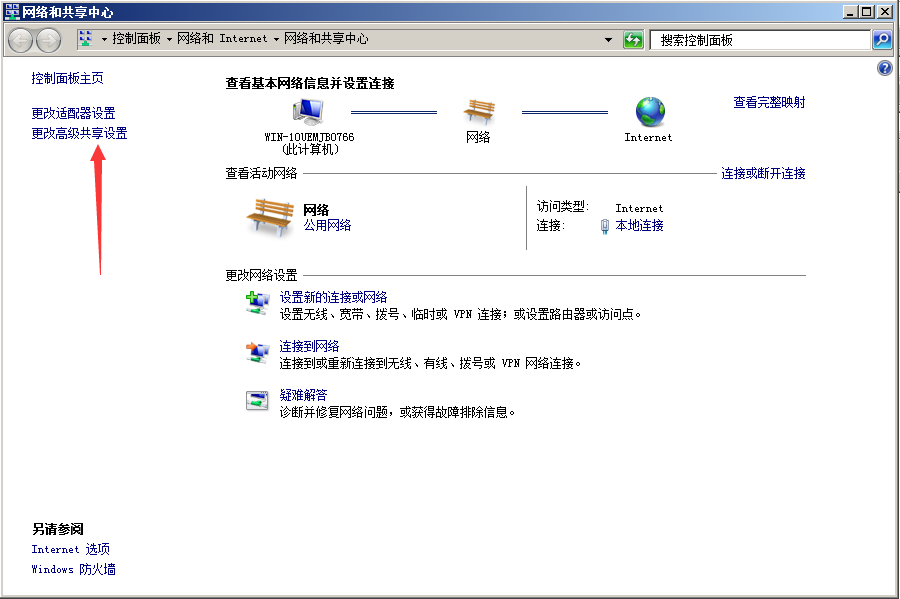 网络和共享中心
控制面板 网络和 Internet 网络和共享中心
搜索控制面板
控制面板主页
更改适配器设置
更改高级共享设置
查看基本网络信息并设置连接
查看完整映射
WIN-10UEMJB0766
(此计算机)
网络
Internet
查看活动网络
连接或断开连接
网络
公用网络
访问类型: Internet
连接: 本地连接
更改网络设置
设置新的连接或网络
设置无线、宽带、拨号、临时或 VPN 连接；或设置路由器或访问点。
连接到网络
连接到或重新连接到无线、有线、拨号或 VPN 网络连接。
疑难解答
诊断并修复网络问题，或获得故障排除信息。
另请参阅
Internet 选项
Windows 防火墙